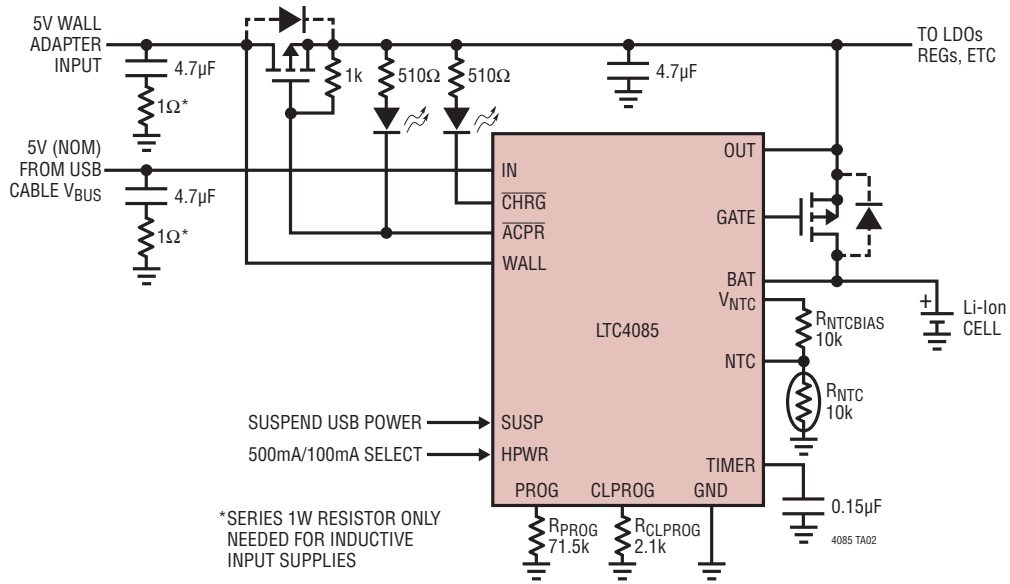 5V WALL
ADAPTER
INPUT
4.7µF
1Ω*
1k
510Ω
510Ω
4.7µF
TO LDOs
REGs, ETC
5V (NOM)
FROM USB
CABLE VBUS
4.7µF
1Ω*
IN
CHRG
ACPR
WALL
OUT
GATE
BAT
VNTC
LTC4085
NTC
RNTCBIAS
10k
RNTC
10k
+
Li-Ion
CELL
SUSPEND USB POWER
SUSP
500mA/100mA SELECT
HPWR
TIMER
PROG
CLPROG
GND
0.15µF
RPROG
71.5k
RCLPROG
2.1k
*SERIES 1W RESISTOR ONLY
NEEDED FOR INDUCTIVE
INPUT SUPPLIES
4085 TA02